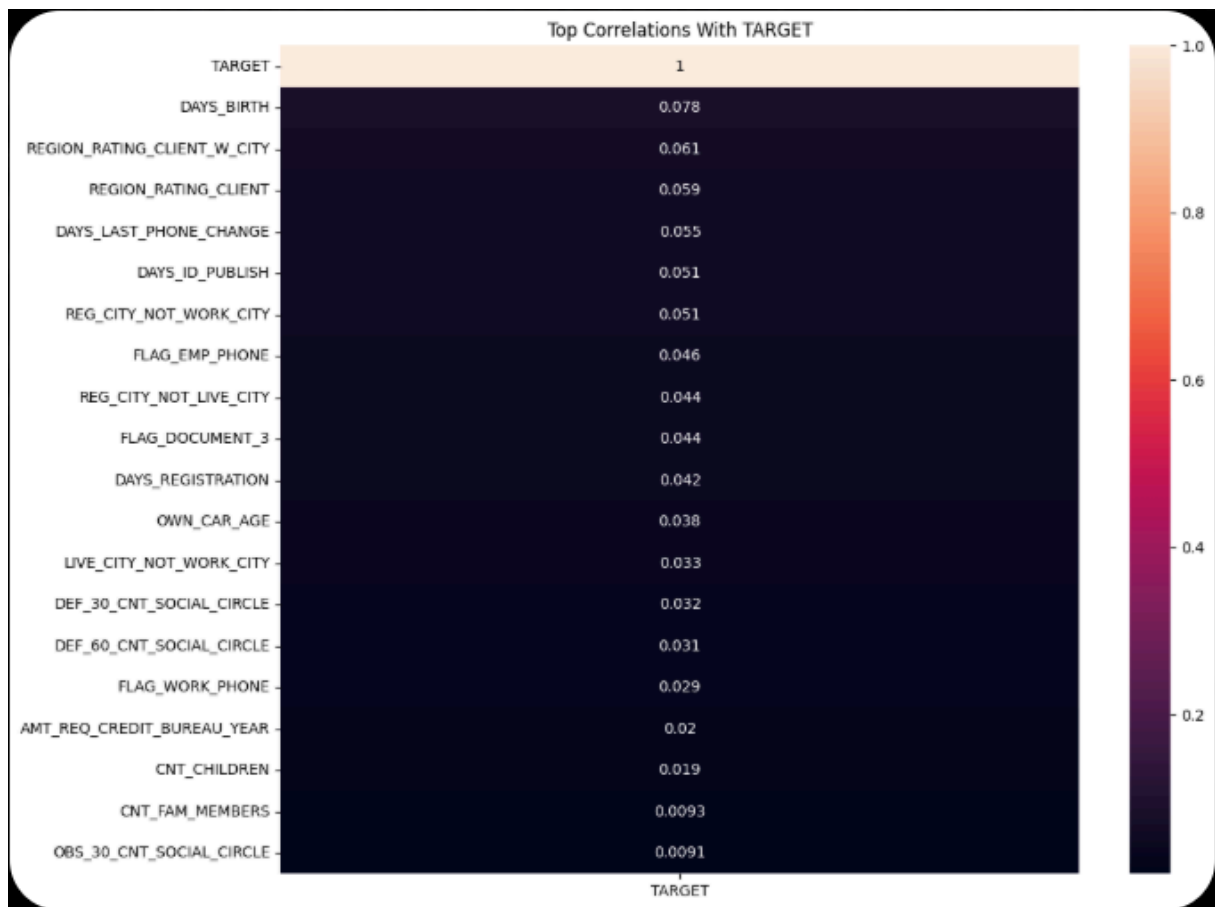 Top Correlations With TARGET
TARGET 1
DAYS_BIRTH 0.078
REGION_RATING_CLIENT_W_CITY 0.061
REGION_RATING_CLIENT 0.059
DAYS_LAST_PHONE_CHANGE 0.055
DAYS_ID_PUBLISH 0.051
REG_CITY_NOT_WORK_CITY 0.051
FLAG_EMP_PHONE 0.046
REG_CITY_NOT_LIVE_CITY 0.044
FLAG_DOCUMENT_3 0.044
DAYS_REGISTRATION 0.042
OWN_CAR_AGE 0.038
LIVE_CITY_NOT_WORK_CITY 0.033
DEF_30_CNT_SOCIAL_CIRCLE 0.032
DEF_60_CNT_SOCIAL_CIRCLE 0.031
FLAG_WORK_PHONE 0.029
AMT_REQ_CREDIT_BUREAU_YEAR 0.02
CNT_CHILDREN 0.019
CNT_FAM_MEMBERS 0.0093
OBS_30_CNT_SOCIAL_CIRCLE 0.0091
TARGET
1.0
0.8
0.6
0.4
0.2